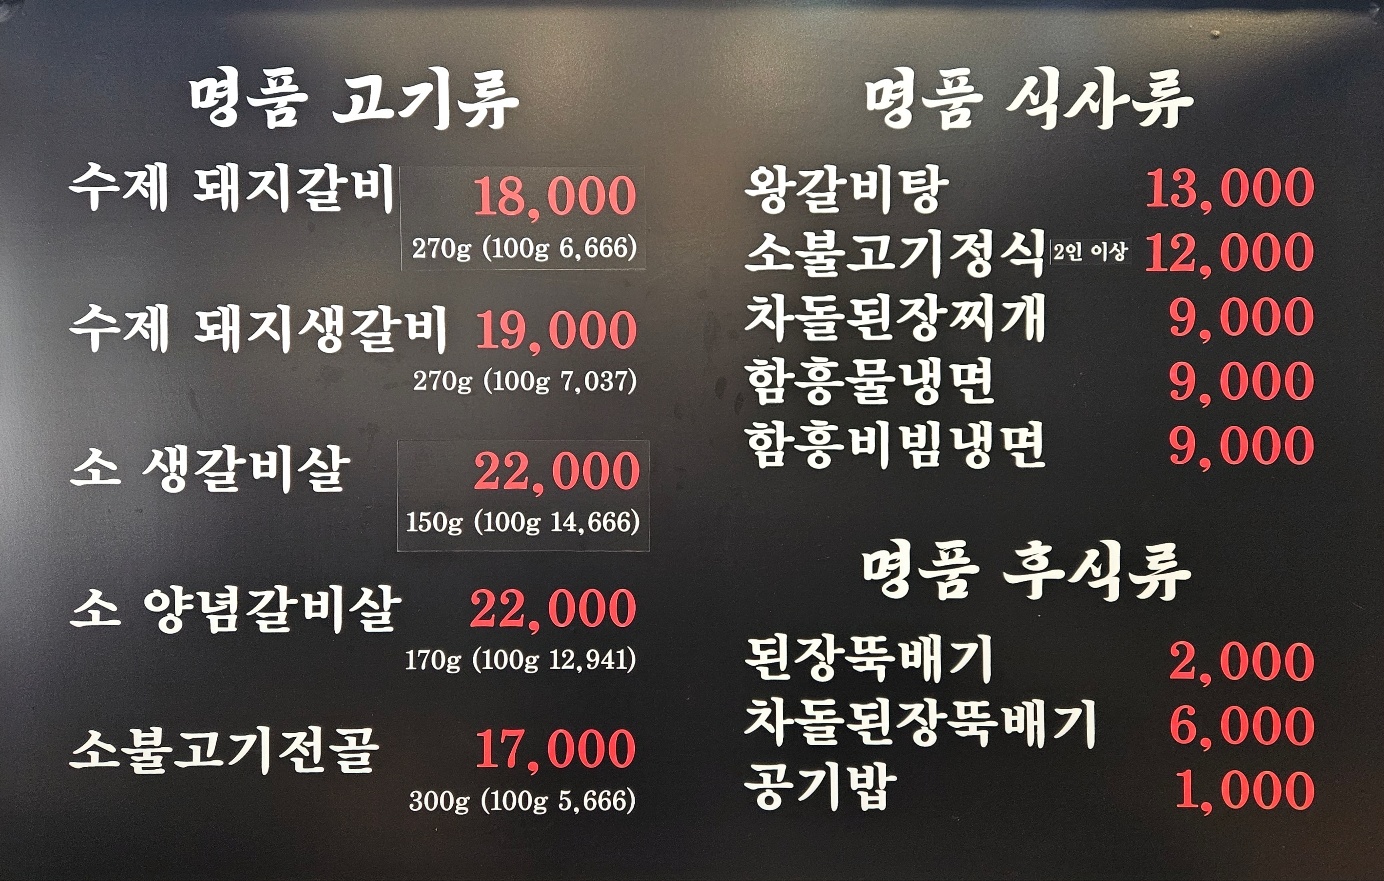 명품 고기류
수제 돼지갈비 18,000
270g (100g 6,666)
수제 돼지생갈비 19,000
270g (100g 7,037)
소 생갈비살 22,000
150g (100g 14,666)
소 양념갈비살 22,000
170g (100g 12,941)
소불고기전골 17,000
300g (100g 5,666)
명품 식사류
왕갈비탕 13,000
소불고기정식 2인 이상 12,000
차돌된장찌개 9,000
함흥물냉면 9,000
함흥비빔냉면 9,000
명품 후식류
된장뚝배기 2,000
차돌된장뚝배기 6,000
공기밥 1,000